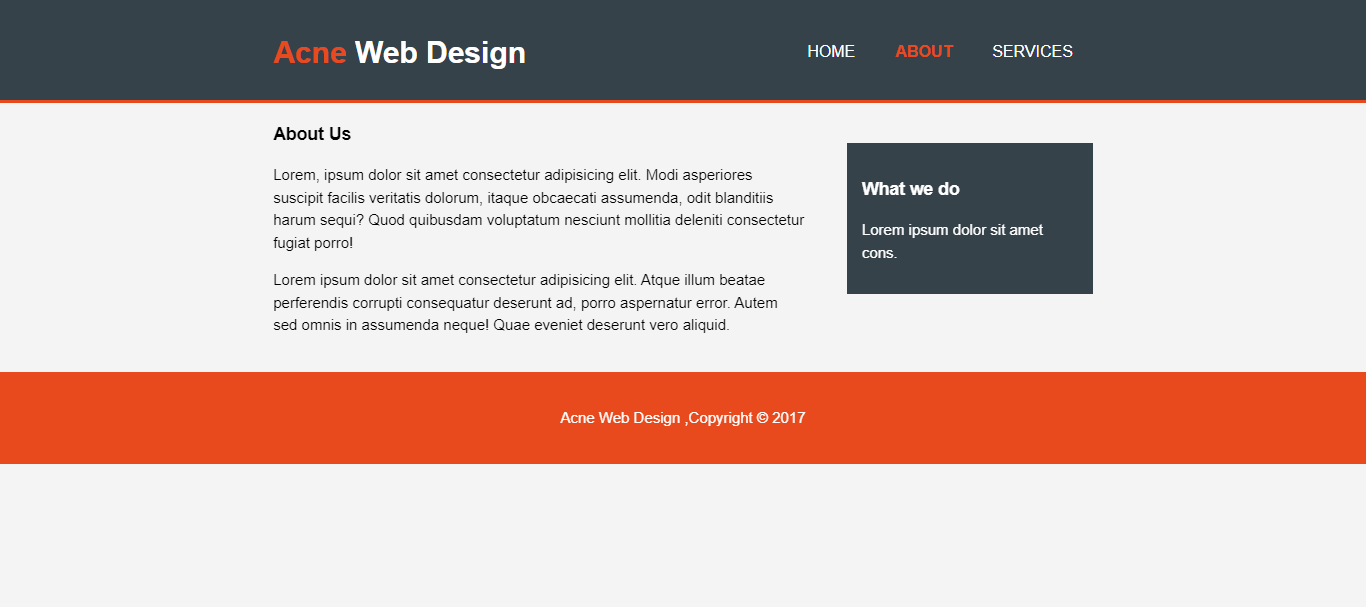 Acne Web Design
HOME ABOUT SERVICES
About Us
Lorem, ipsum dolor sit amet consectetur adipisicing elit. Modi asperiores
suscipit facilis veritatis dolorum, itaque obcaecati assumenda, odit blanditiis
harum sequi? Quod quibusdam voluptatum nesciunt mollitia deleniti consectetur
fugiat porro!
Lorem ipsum dolor sit amet consectetur adipisicing elit. Atque illum beatae
perferendis corrupti consequatur deserunt ad, porro aspernatur error. Autem
sed omnis in assumenda neque! Quae eveniet deserunt vero aliquid.
What we do
Lorem ipsum dolor sit amet
cons.
Acne Web Design ,Copyright © 2017